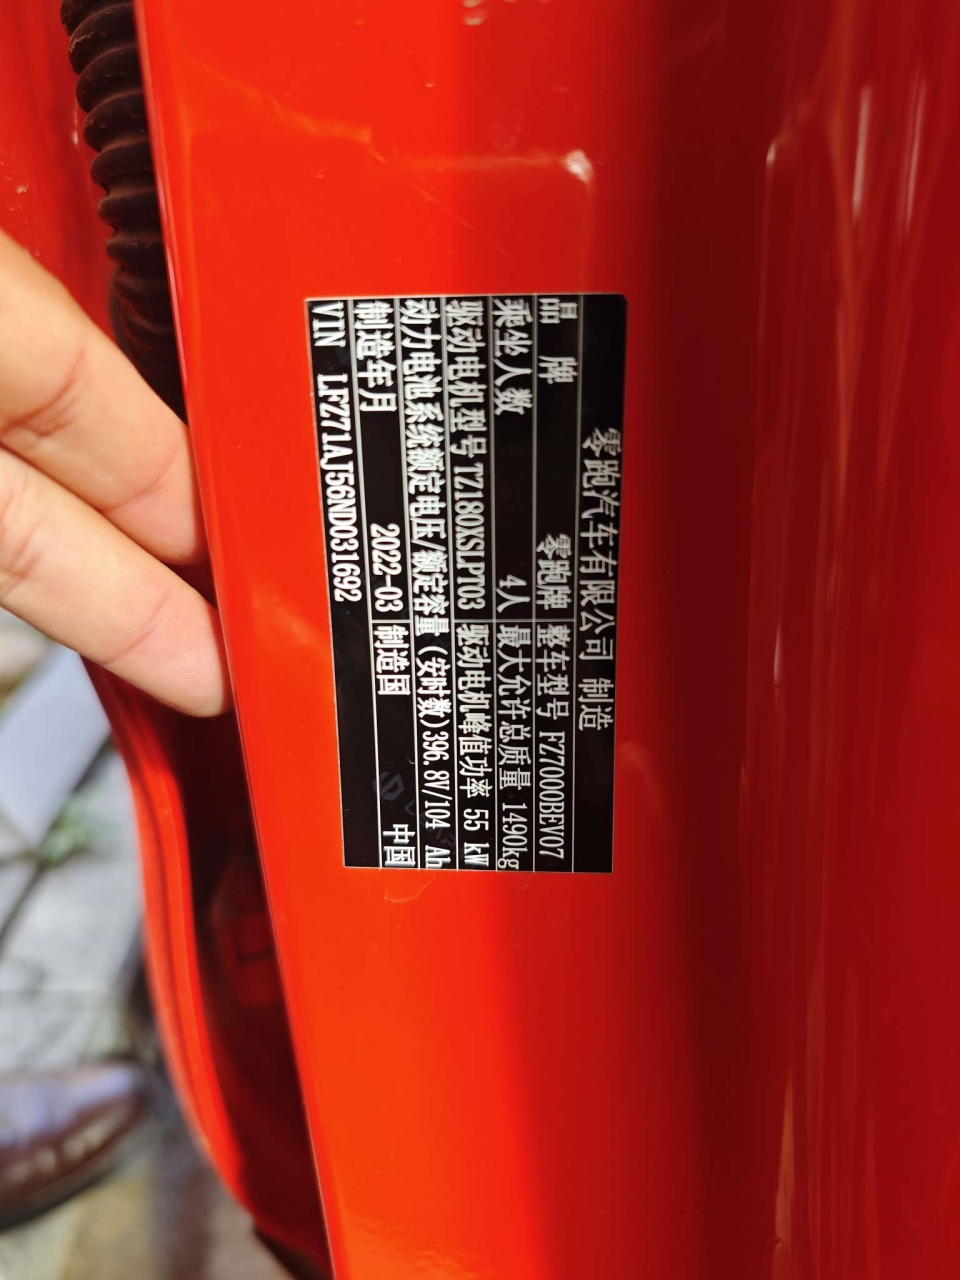 零跑汽车有限公司 制造
品 牌 零跑牌 整车型号 FZ7000BEV07
乘坐人数 4人 最大允许总质量 1490kg
驱动电机型号 TZ180XSLPT03 驱动电机峰值功率 55 kW
动力电池系统额定电压/额定容量(安时数) 396.8V/104 Ah
制造年月 2022-03 制造国 中国
VIN LFZ71AJ56ND031692